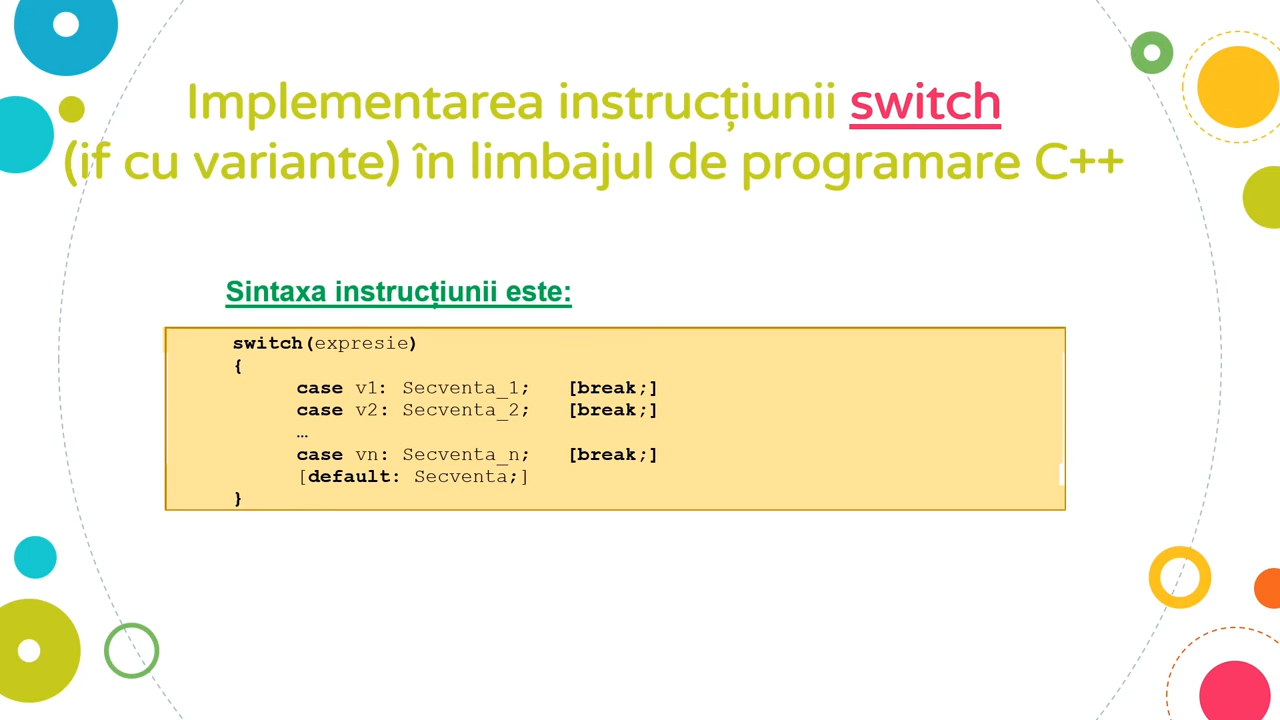 Implementarea instrucțiunii switch
(if cu variante) în limbajul de programare C++
Sintaxa instrucțiunii este:
switch(expresie)
{
case v1: Secventa_1; [break;]
case v2: Secventa_2; [break;]
…
case vn: Secventa_n; [break;]
[default: Secventa;]
}